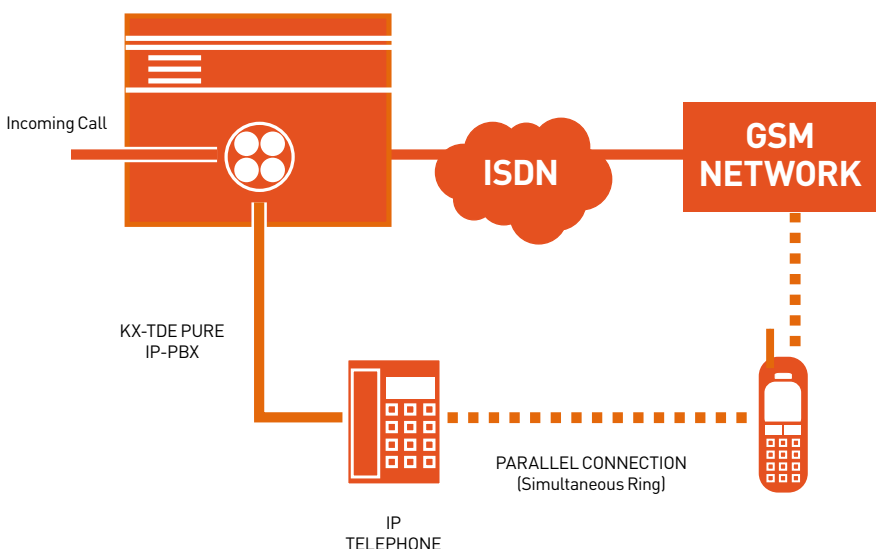 Incoming Call
ISDN
GSM
NETWORK
KX-TDE PURE
IP-PBX
PARALLEL CONNECTION
(Simultaneous Ring)
IP
TELEPHONE